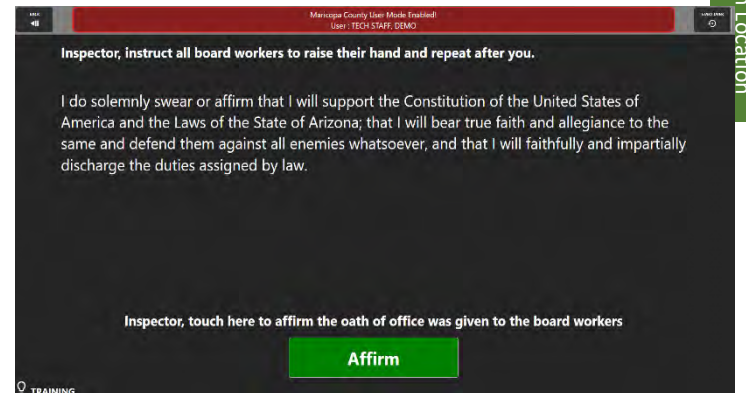 BACK
Maricopa County User Mode Enabled!
User : TECH STAFF, DEMO
Location
Inspector, instruct all board workers to raise their hand and repeat after you.
I do solemnly swear or affirm that I will support the Constitution of the United States of
America and the Laws of the State of Arizona; that I will bear true faith and allegiance to the
same and defend them against all enemies whatsoever, and that I will faithfully and impartially
discharge the duties assigned by law.
Inspector, touch here to affirm the oath of office was given to the board workers
Affirm
TRAINING